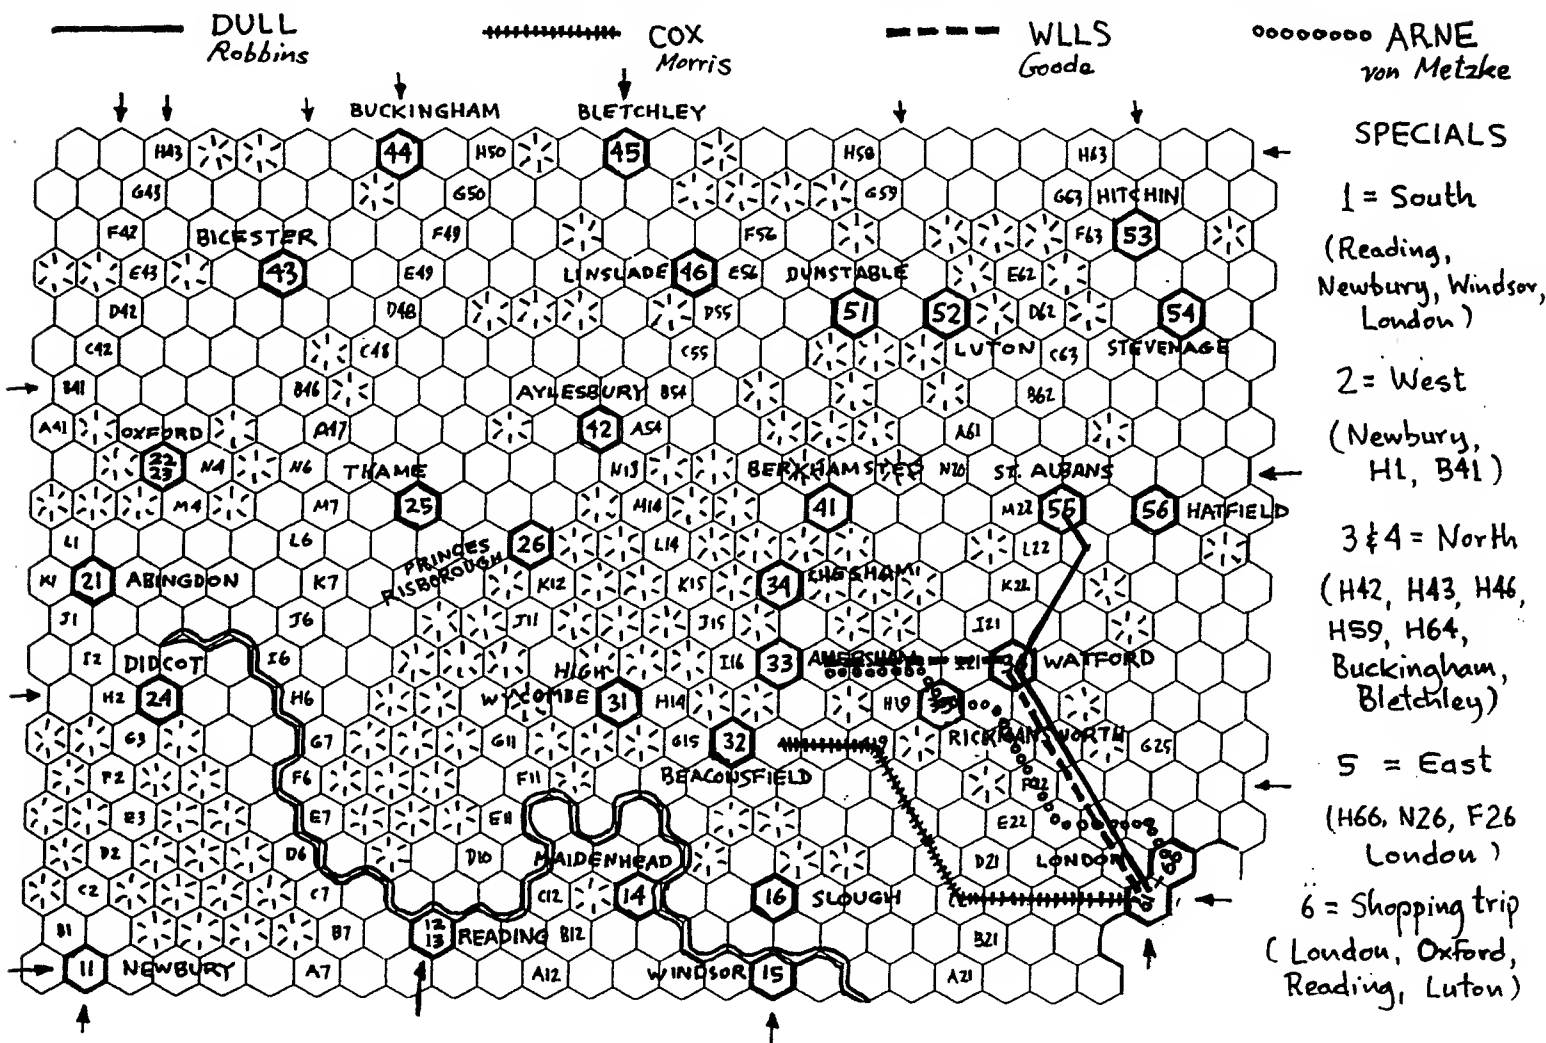 DULL COX WLLS ARNE
Robbins Morris Goode von Metzke
BUCKINGHAM BLETCHLEY
SPECIALS
H43 44 H50 45 H58 H63
1 = South
G43 G50 G59 G63 HITCHIN
(Reading,
F42 BICESTER F49 F56 F63 53
Newbury, Windsor,
E43 43 E49 LINSLADE 46 E56 DUNSTABLE E62
London)
D42 D48 D55 51 52 D62 54
C42 C48 C55 LUTON C63 STEVENAGE
2 = West
B41 B46 AYLESBURY B54 B62
(Newbury,
A41 OXFORD A47 42 A54 A61
H1, B41)
22 23 N4 N6 THAME N13 BERKHAMSTED N20 ST. ALBANS
M4 M7 25 M14 41 M22 55 56 HATFIELD
3 & 4 = North
L1 L6 PRINCES RISBOROUGH 26 L14 L22
(H42, H43, H46,
K1 21 ABINGDON K7 K12 K15 34 CHESHAM K22
H59, H64,
J1 J6 J11 J15 I21
Buckingham,
I2 DIDCOT I6 HIGH I16 33 AMERSHAM WATFORD
Bletchley)
H2 24 H6 WYCOMBE 31 H14 H19
G3 G7 G11 G15 32 RICKMANSWORTH G25
5 = East
F2 F6 F11 BEACONSFIELD F22
(H66, N26, F26
E3 E7 E11 E22
London)
D2 D6 D10 MAIDENHEAD D21 LONDON
C2 C7 C12 14 16 SLOUGH
6 = Shopping trip
B1 B7 12 13 READING B12 B21
(London, Oxford,
11 NEWBURY A7 A12 WINDSOR 15 A21
Reading, Luton)